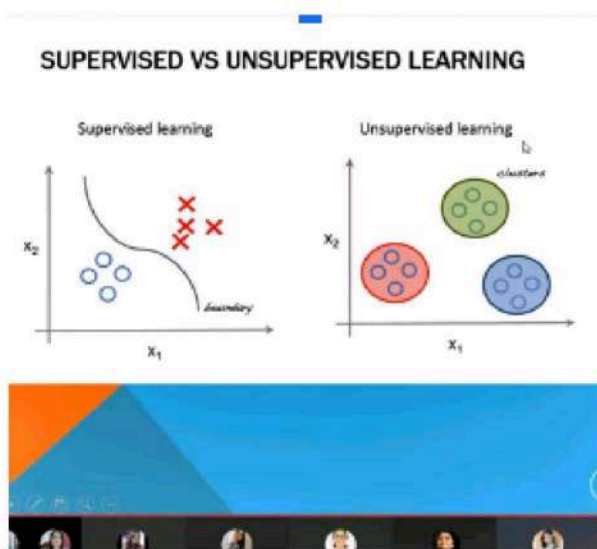 SUPERVISED VS UNSUPERVISED LEARNING
Supervised learning
X₂
boundary
X₁
Unsupervised learning
clusters
X₂
X₁